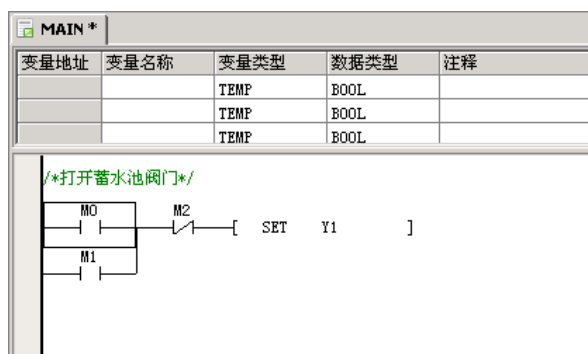 MAIN *
变量地址 变量名称 变量类型 数据类型 注释
TEMP BOOL
TEMP BOOL
TEMP BOOL
/*打开蓄水池阀门*/
M0 M2
[ SET Y1 ]
M1